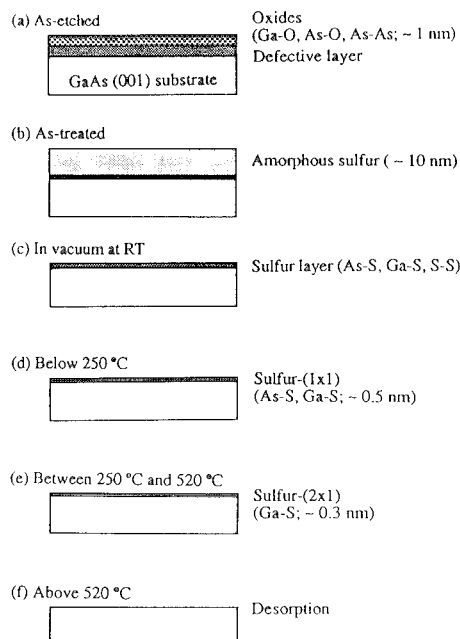 (a) As-etched
Oxides
(Ga-O, As-O, As-As; ~ 1 nm)
Defective layer
GaAs (001) substrate
(b) As-treated
Amorphous sulfur ( ~ 10 nm)
(c) In vacuum at RT
Sulfur layer (As-S, Ga-S, S-S)
(d) Below 250 °C
Sulfur-(1x1)
(As-S, Ga-S; ~ 0.5 nm)
(e) Between 250 °C and 520 °C
Sulfur-(2x1)
(Ga-S; ~ 0.3 nm)
(f) Above 520 °C
Desorption